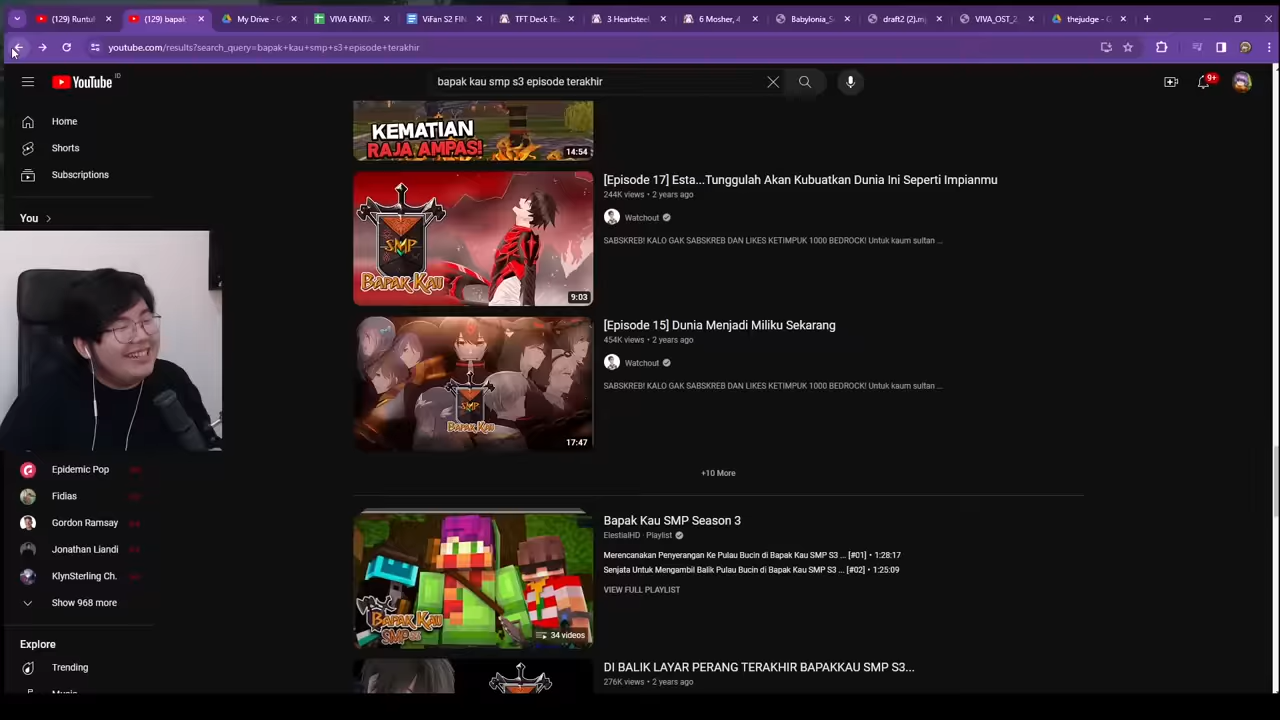 (129) Runtu
(129) bapak
My Drive - G
VIVA FANTA
ViFan S2 FIN
TFT Deck Te
3 Heartsteel
6 Mosher, 4
Babylonia_S
draft2 (2).m
VIVA_OST_2
thejudge - G
youtube.com/results?search_query=bapak+kau+smp+s3+episode+terakhir
YouTube ID
bapak kau smp s3 episode terakhir
9+
Home
Shorts
Subscriptions
You
Epidemic Pop
Fidias
Gordon Ramsay
Jonathan Liandi
KlynSterling Ch.
Show 968 more
Explore
Trending
Music
KEMATIAN
RAJA AMPAS!
14:54
SMP
BAPAK KAU
9:03
[Episode 17] Esta...Tunggulah Akan Kubuatkan Dunia Ini Seperti Impianmu
244K views • 2 years ago
Watchout
SABSKREB! KALO GAK SABSKREB DAN LIKES KETIMPUK 1000 BEDROCK! Untuk kaum sultan ...
SMP
BAPAK KAU
17:47
[Episode 15] Dunia Menjadi Miliku Sekarang
454K views • 2 years ago
Watchout
SABSKREB! KALO GAK SABSKREB DAN LIKES KETIMPUK 1000 BEDROCK! Untuk kaum sultan ...
+10 More
BAPAK KAU
SMP S3
34 videos
Bapak Kau SMP Season 3
ElestialHD · Playlist
Merencanakan Penyerangan Ke Pulau Bucin di Bapak Kau SMP S3 ... [#01] • 1:28:17
Senjata Untuk Mengambil Balik Pulau Bucin di Bapak Kau SMP S3 ... [#02] • 1:25:09
VIEW FULL PLAYLIST
DI BALIK LAYAR PERANG TERAKHIR BAPAKKAU SMP S3...
276K views • 2 years ago